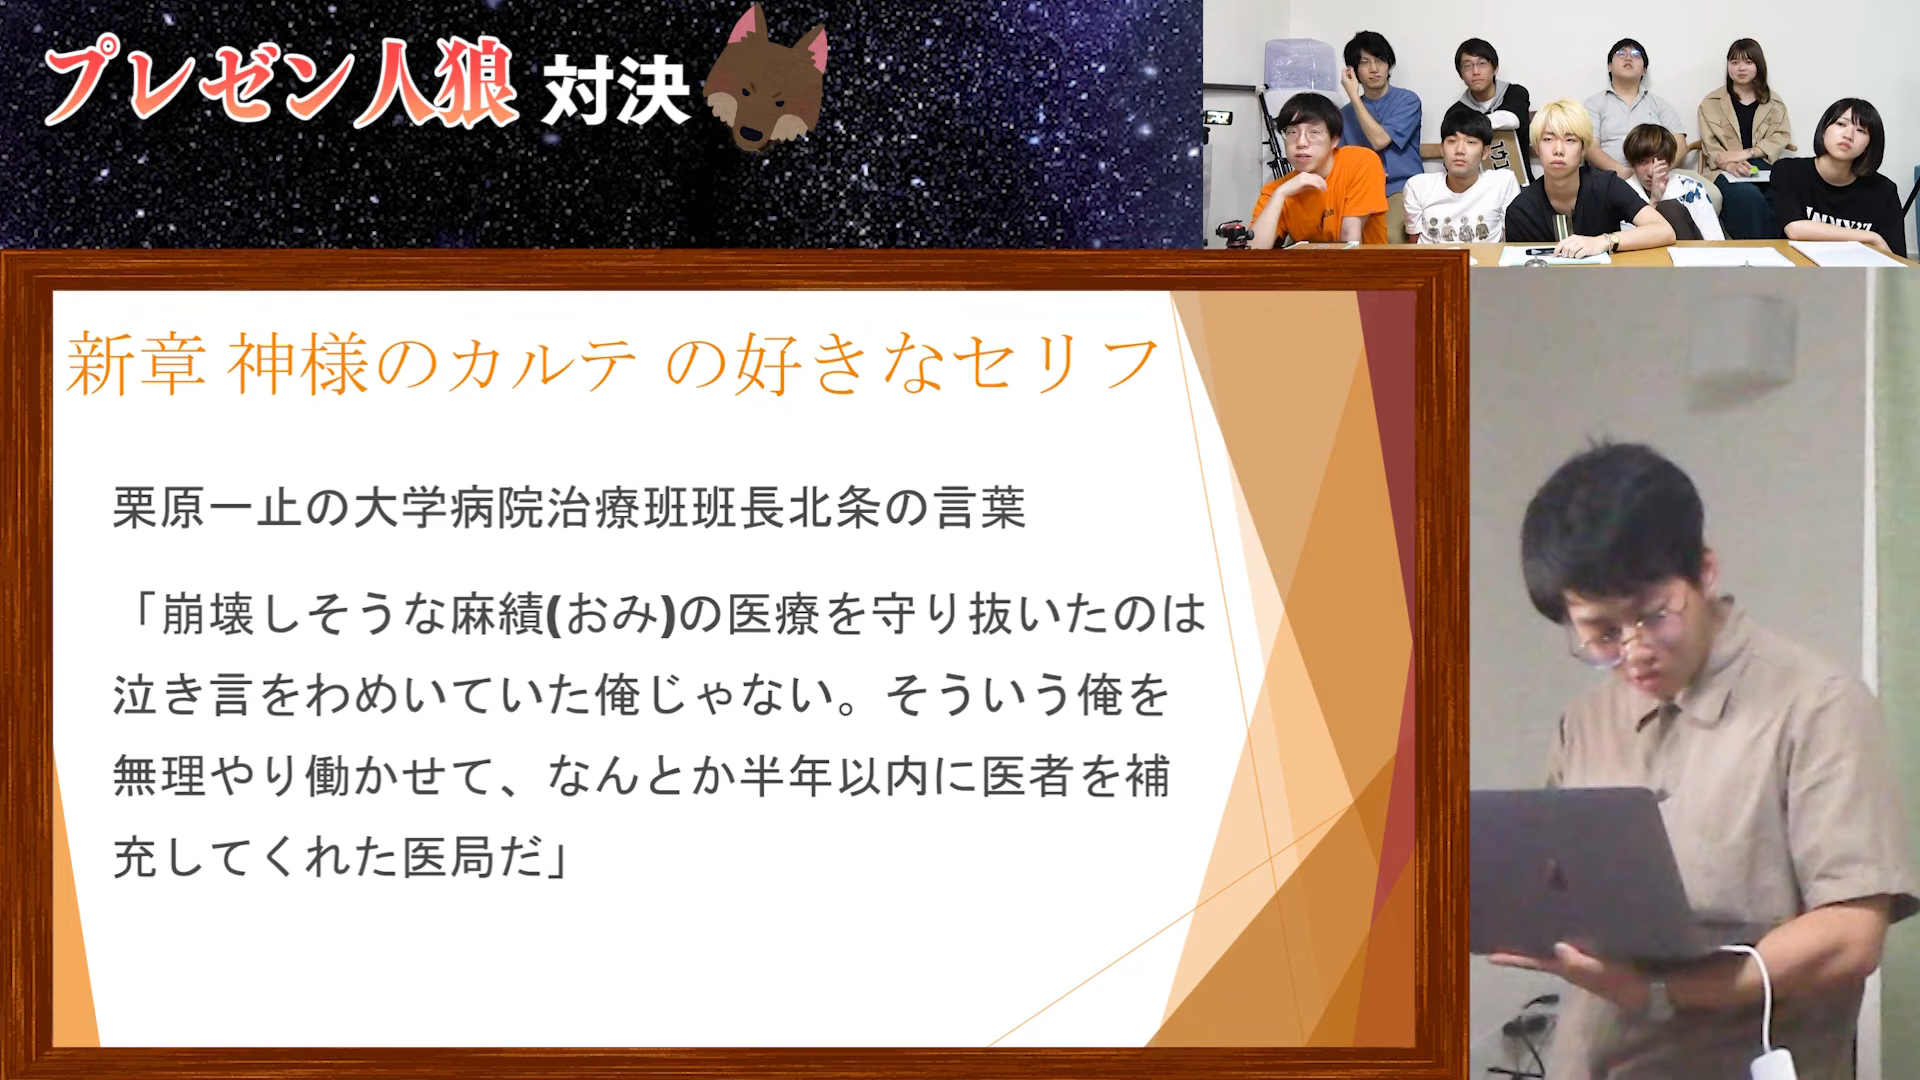 プレゼン人狼 対決
新章 神様のカルテ の好きなセリフ
栗原一止の大学病院治療班班長北条の言葉
「崩壊しそうな麻績(おみ)の医療を守り抜いたのは
泣き言をわめいていた俺じゃない。そういう俺を
無理やり働かせて、なんとか半年以内に医者を補
充してくれた医局だ」